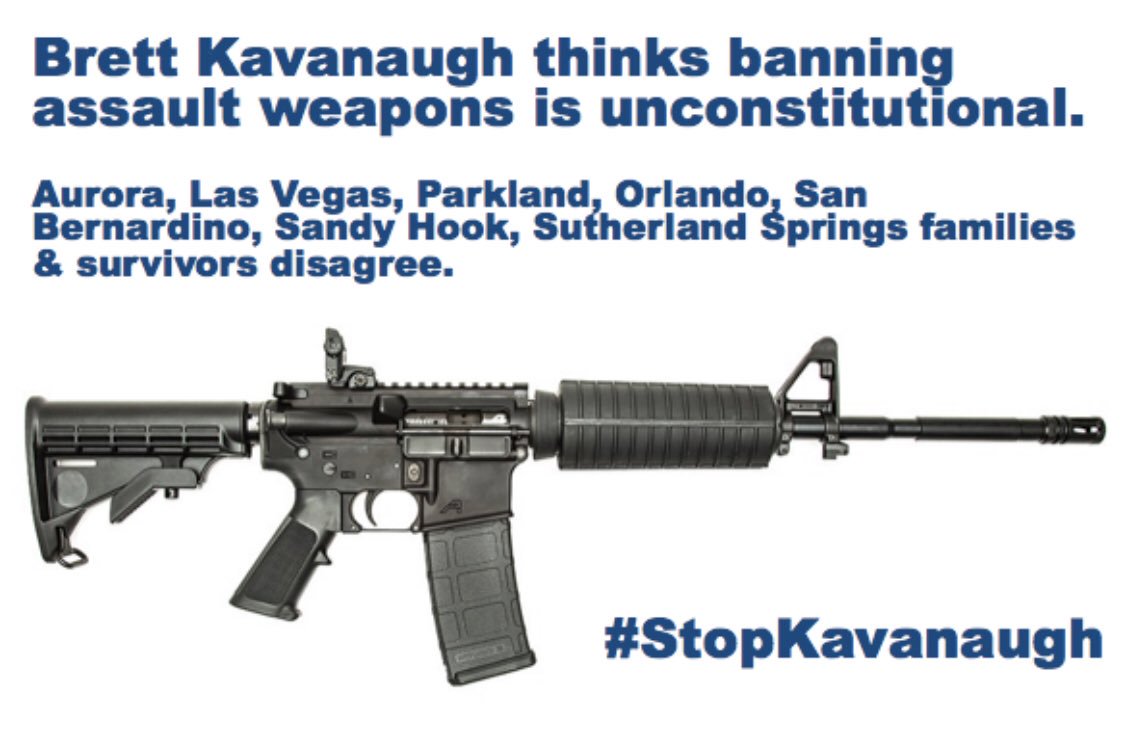 Brett Kavanaugh thinks banning
assault weapons is unconstitutional.
Aurora, Las Vegas, Parkland, Orlando, San
Bernardino, Sandy Hook, Sutherland Springs families
& survivors disagree.
#StopKavanaugh